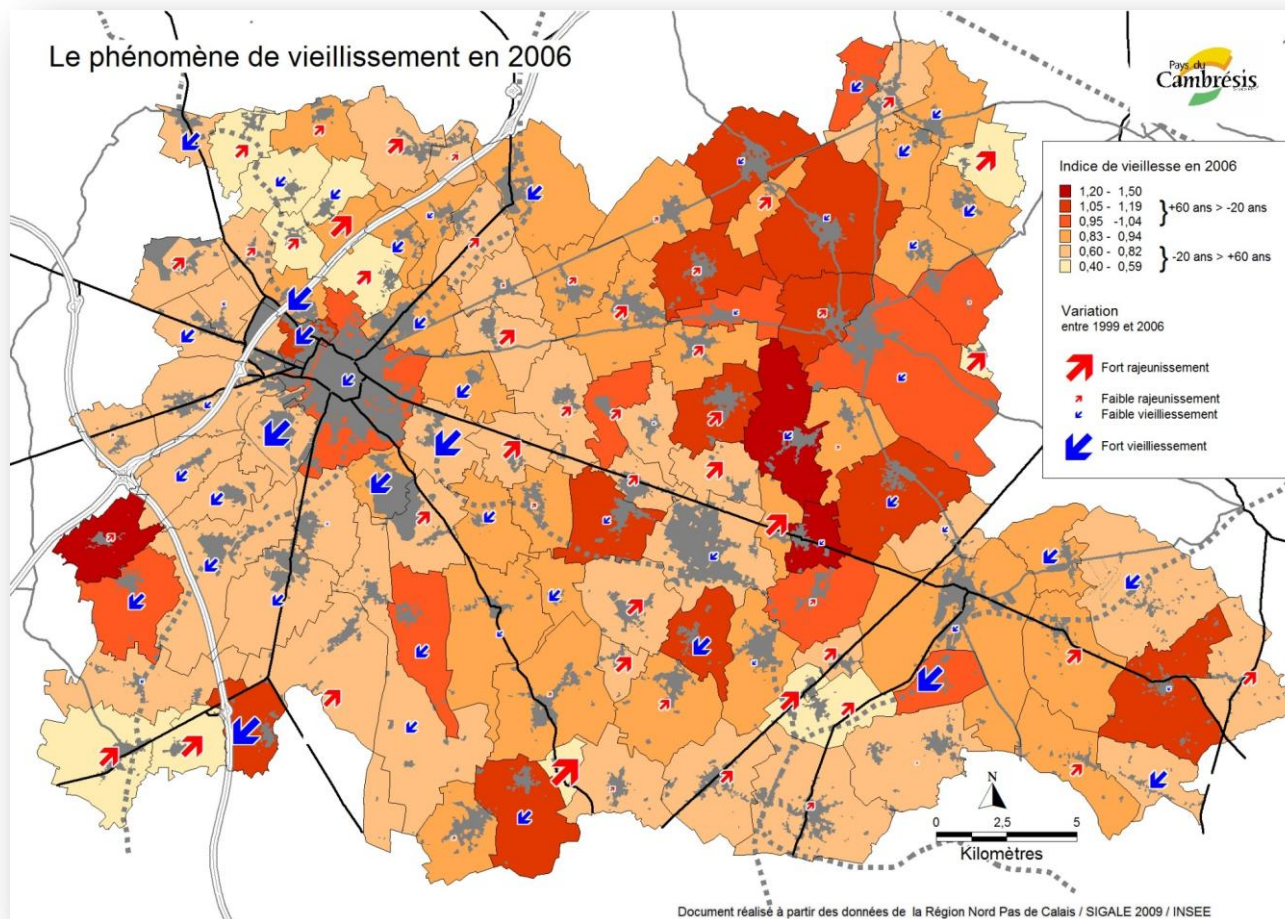 Le phénomène de vieillissement en 2006
Pays du
Cambrésis
Indice de vieillesse en 2006
1,20 - 1,50
1,05 - 1,19
0,95 -1,04
0,83 - 0,94
0,60 - 0,82
0,40 - 0,59
}+60 ans > -20 ans
} -20 ans > +60 ans
Variation
entre 1999 et 2006
Fort rajeunissement
Faible rajeunissement
Faible vieilliessement
Fort vieilliessement
N
0 2,5 5
Kilomètres
Document réalisé à partir des données de la Région Nord Pas de Calais / SIGALE 2009 / INSEE